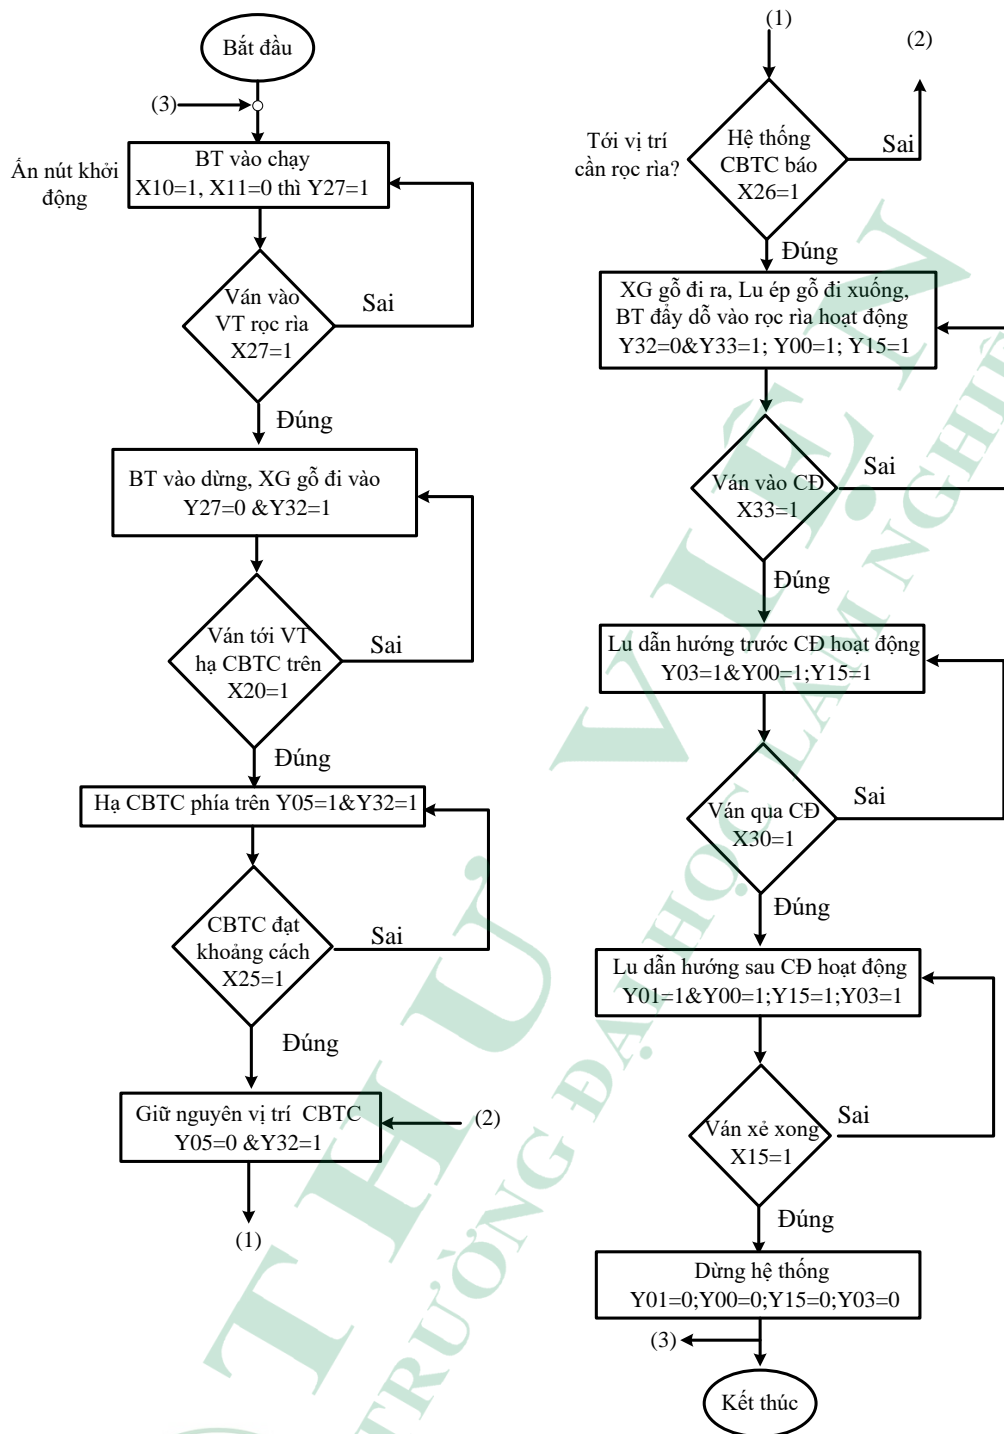 Bắt đầu
(3)
Ấn nút khởi
động
BT vào chạy
X10=1, X11=0 thì Y27=1
Ván vào
VT rọc rìa
X27=1
Sai
Đúng
BT vào dừng, XG gỗ đi vào
Y27=0 &Y32=1
Ván tới VT
hạ CBTC trên
X20=1
Sai
Đúng
Hạ CBTC phía trên Y05=1&Y32=1
CBTC đạt
khoảng cách
X25=1
Sai
Đúng
Giữ nguyên vị trí CBTC
Y05=0 &Y32=1
(2)
(1)
(1)
(2)
Tới vị trí
cần rọc rìa?
Hệ thống
CBTC báo
X26=1
Sai
Đúng
XG gỗ đi ra, Lu ép gỗ đi xuống,
BT đẩy dỗ vào rọc rìa hoạt động
Y32=0&Y33=1; Y00=1; Y15=1
Ván vào CĐ
X33=1
Sai
Đúng
Lu dẫn hướng trước CĐ hoạt động
Y03=1&Y00=1;Y15=1
Ván qua CĐ
X30=1
Sai
Đúng
Lu dẫn hướng sau CĐ hoạt động
Y01=1&Y00=1;Y15=1;Y03=1
Ván xẻ xong
X15=1
Sai
Đúng
Dừng hệ thống
Y01=0;Y00=0;Y15=0;Y03=0
(3)
Kết thúc
THƯ VIỆN
TRƯỜNG ĐẠI HỌC LÂM NGHIỆ